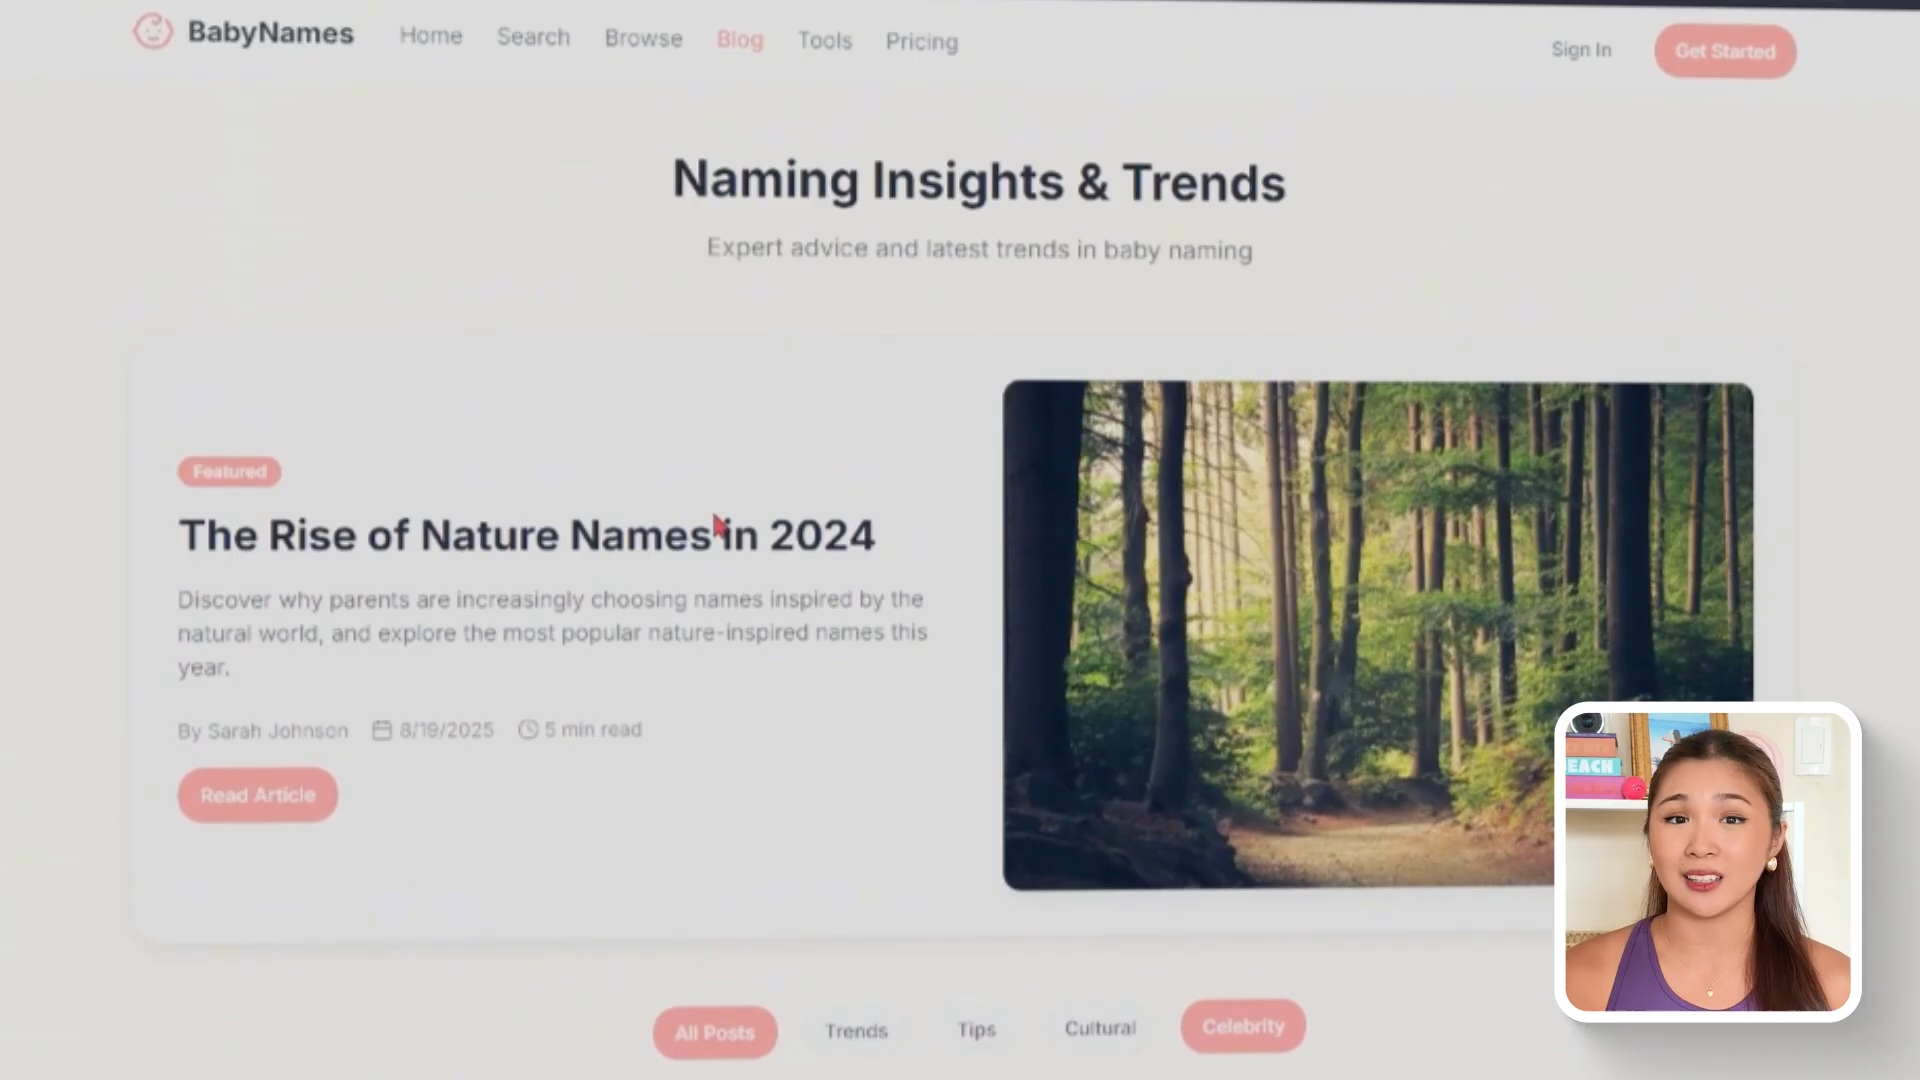 BabyNames Home Search Browse Blog Tools Pricing Sign In Get Started
Naming Insights & Trends
Expert advice and latest trends in baby naming
Featured
The Rise of Nature Names in 2024
Discover why parents are increasingly choosing names inspired by the
natural world, and explore the most popular nature-inspired names this
year.
By Sarah Johnson 8/19/2025 5 min read
Read Article
BEACH
All Posts Trends Tips Cultural Celebrity